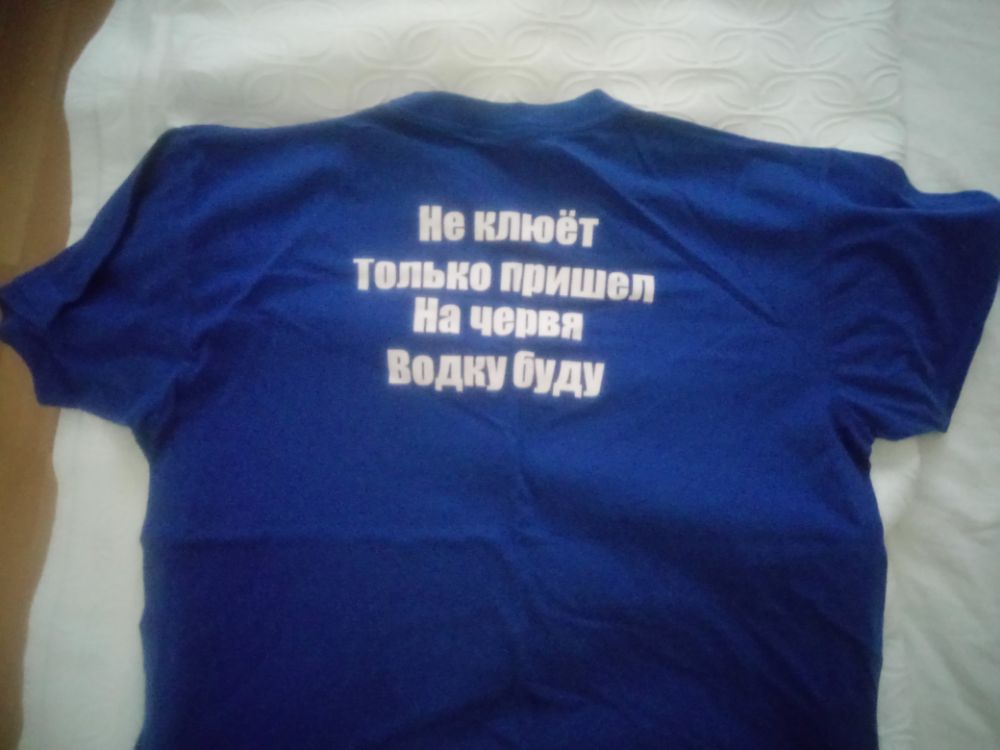 Не клюёт
Только пришел
На червя
Водку буду